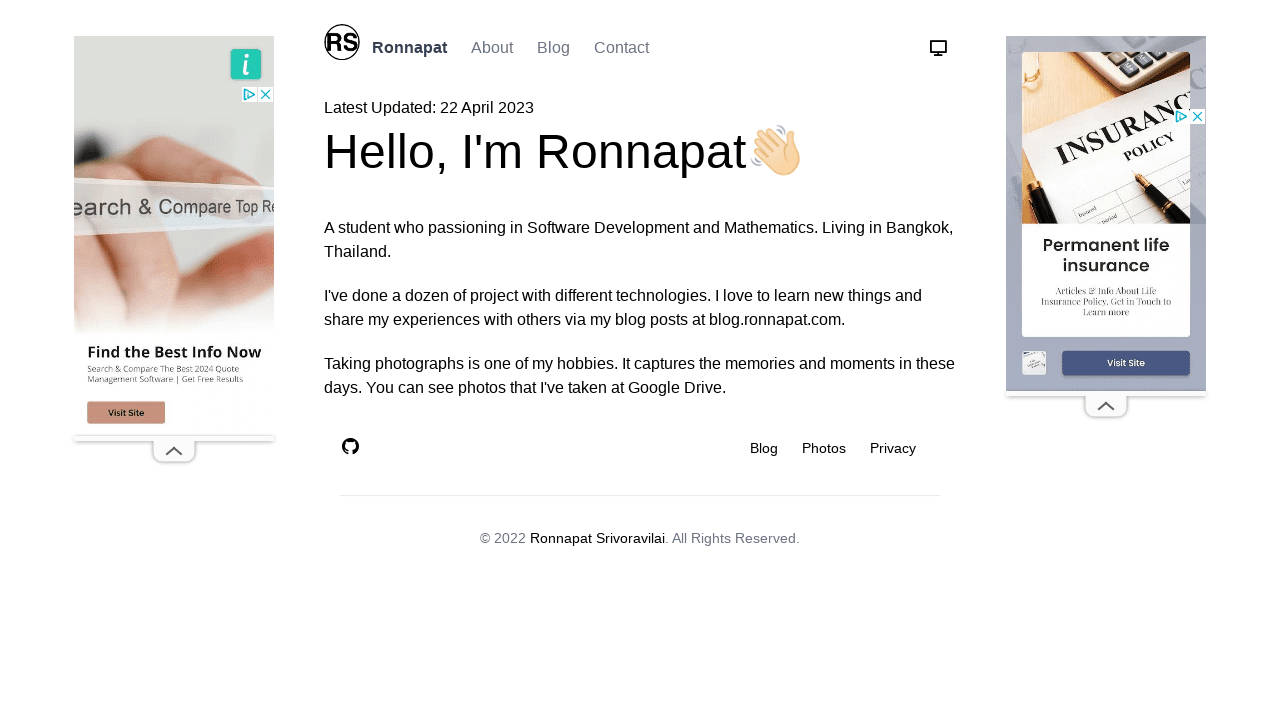 RS
Ronnapat About Blog Contact
Latest Updated: 22 April 2023
Hello, I'm Ronnapat
A student who passioning in Software Development and Mathematics. Living in Bangkok,
Thailand.
I've done a dozen of project with different technologies. I love to learn new things and
share my experiences with others via my blog posts at blog.ronnapat.com.
Taking photographs is one of my hobbies. It captures the memories and moments in these
days. You can see photos that I've taken at Google Drive.
Blog Photos Privacy
© 2022 Ronnapat Srivoravilai. All Rights Reserved.
i
earch & Compare Top Re
Find the Best Info Now
Search & Compare The Best 2024 Quote
Management Software | Get Free Results
Visit Site
INSURANC
POLICY
Permanent life
insurance
Articles & Info About Life
Insurance Policy, Get in Touch to
Learn more
Visit Site